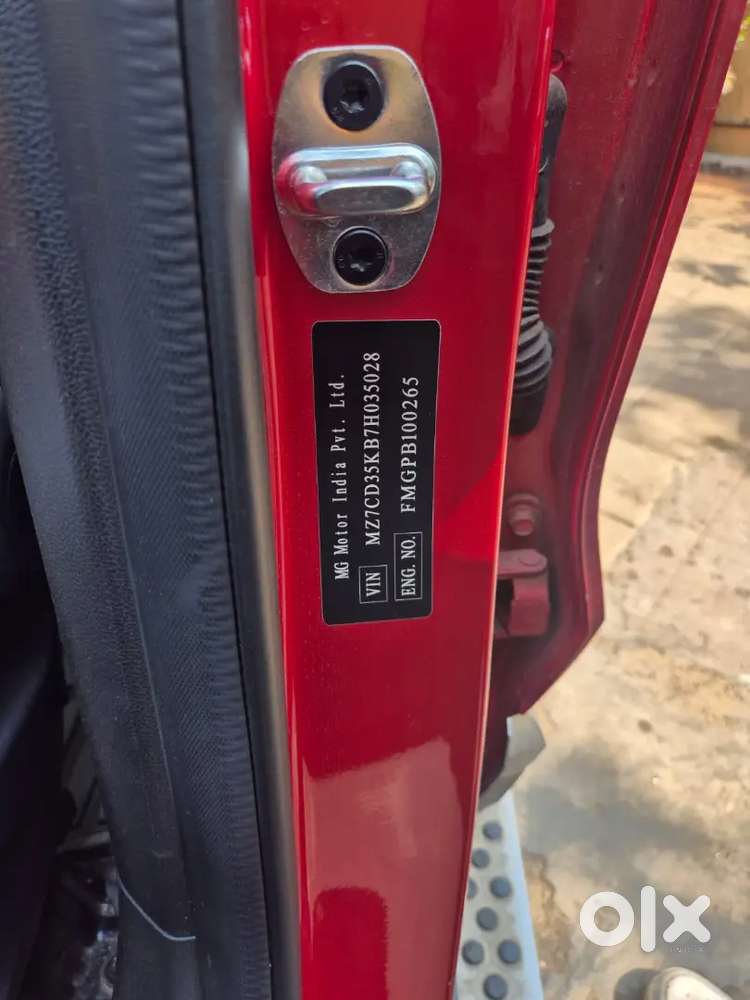 MG Motor India Pvt. Ltd.
VIN MZ7CD35KB7H035028
ENG. NO. FMGPB100265
olx